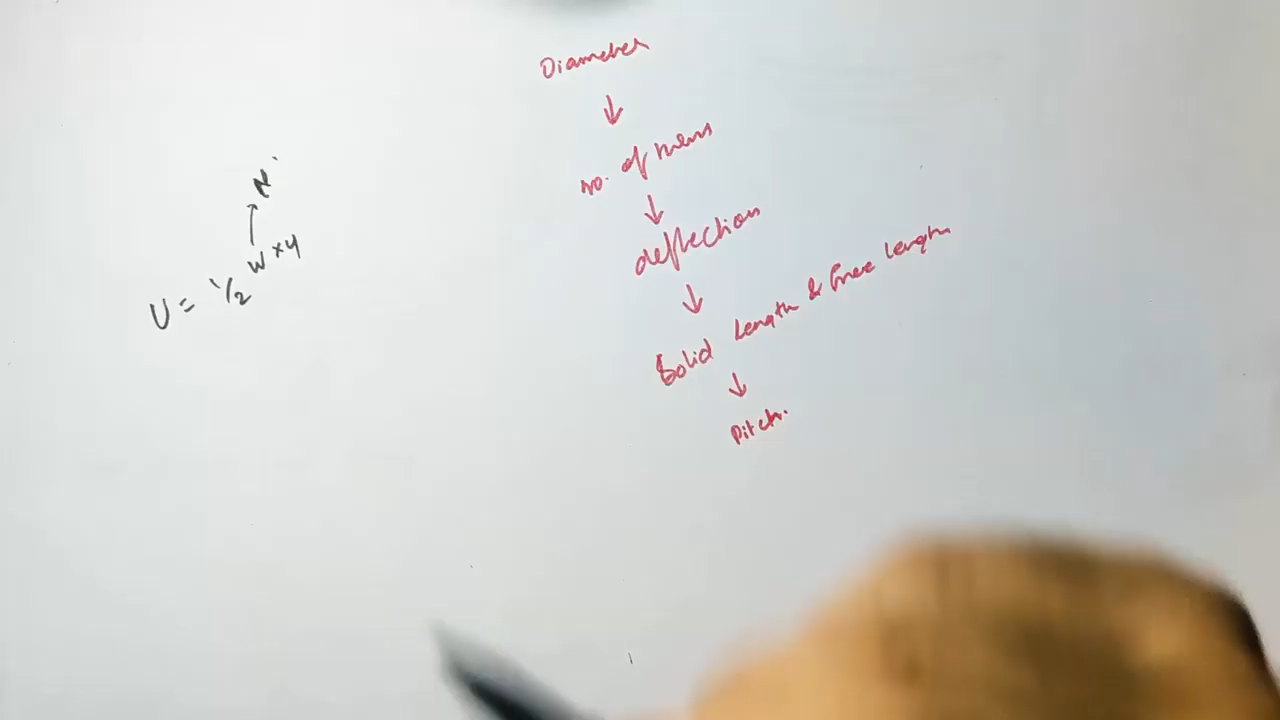 Diameter
↓
no. of turns
↓
deflection
↓
Solid Length & Free length
↓
Pitch.
N
↑
U = 1/2 W × y